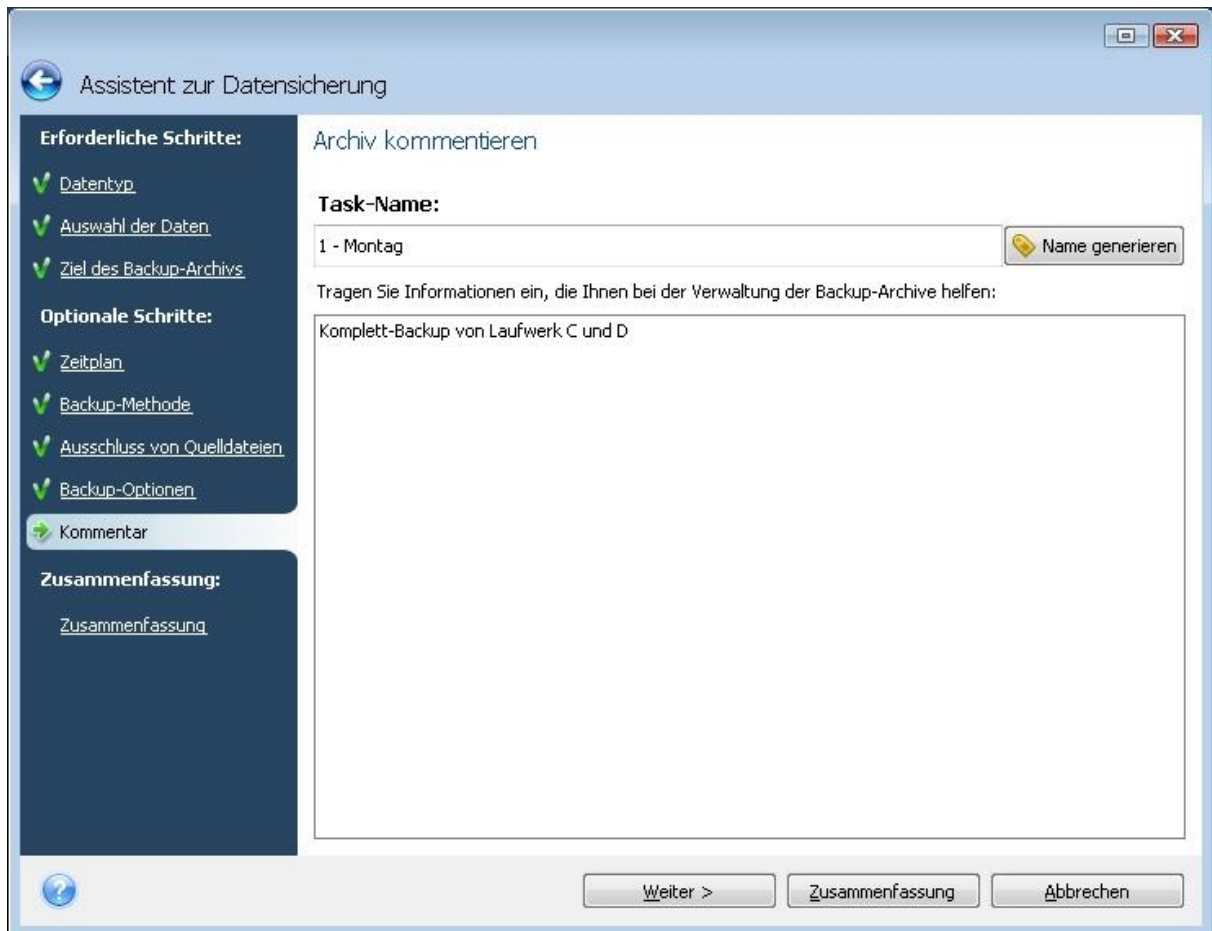 Assistent zur Datensicherung
Erforderliche Schritte:
Datentyp
Auswahl der Daten
Ziel des Backup-Archivs
Optionale Schritte:
Zeitplan
Backup-Methode
Ausschluss von Quelldateien
Backup-Optionen
Kommentar
Zusammenfassung:
Zusammenfassung
Archiv kommentieren
Task-Name:
1 - Montag
Name generieren
Tragen Sie Informationen ein, die Ihnen bei der Verwaltung der Backup-Archive helfen:
Komplett-Backup von Laufwerk C und D
Weiter >
Zusammenfassung
Abbrechen